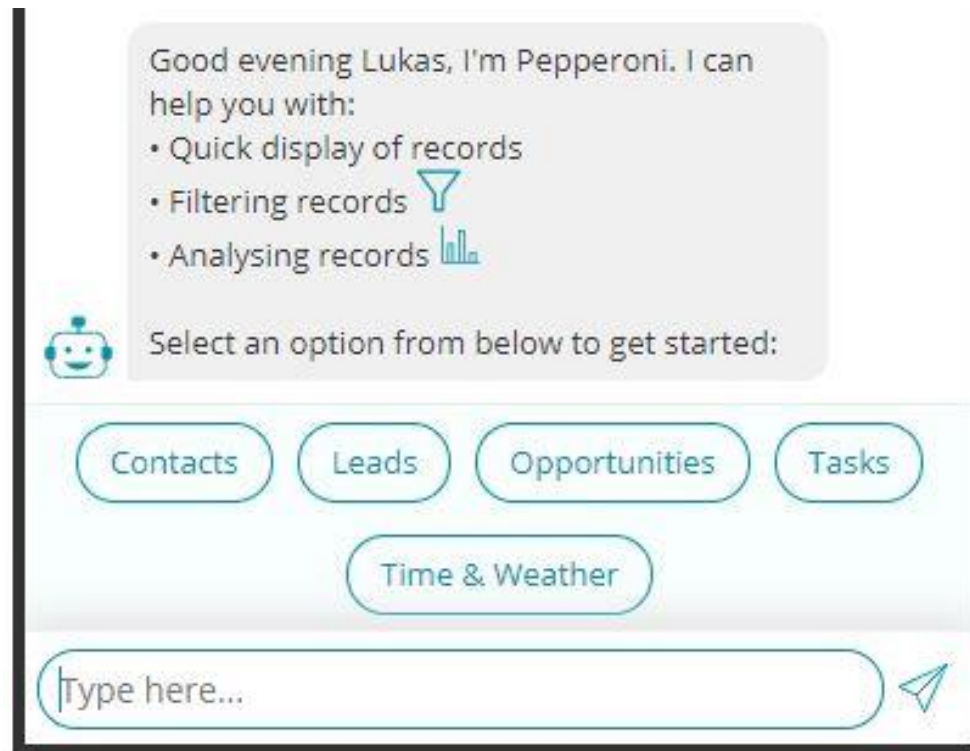 Good evening Lukas, I'm Pepperoni. I can
help you with:
• Quick display of records
• Filtering records
• Analysing records
Select an option from below to get started:
Contacts Leads Opportunities Tasks
Time & Weather
Type here...